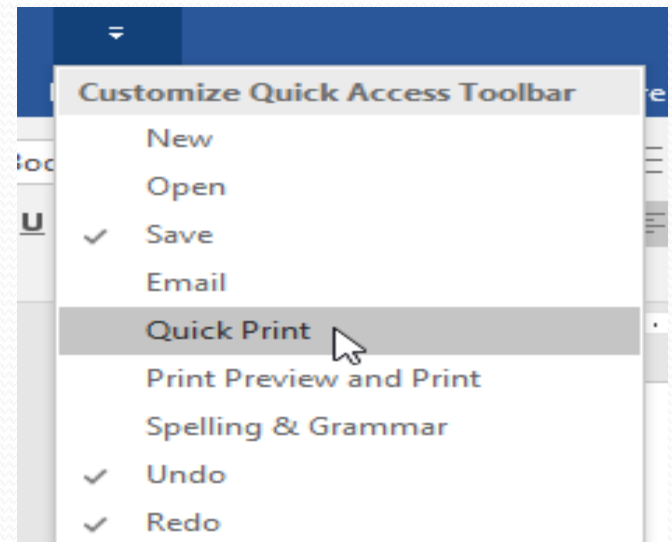 Customize Quick Access Toolbar
New
Open
Save
U
Email
Quick Print
Print Preview and Print
Spelling & Grammar
Undo
Redo